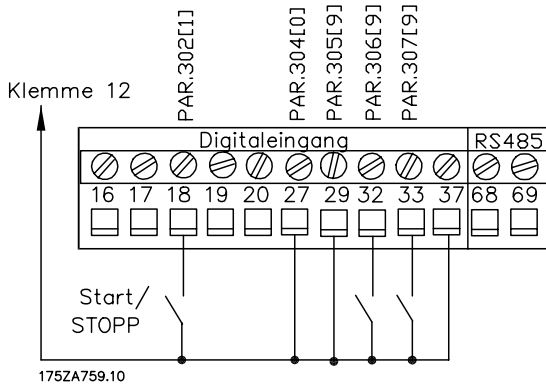 PAR.302[1]
PAR.304[0]
PAR.305[9]
PAR.306[9]
PAR.307[9]
Klemme 12
Digitaleingang RS485
16 17 18 19 20 27 29 32 33 37 68 69
Start/
STOPP
175ZA759.10